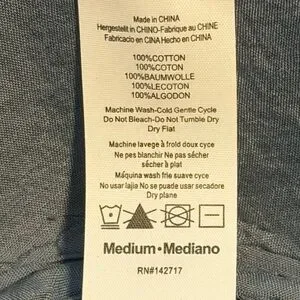 Made in CHINA
Hergestellt in CHINO-Fabrique au CHINE
Fabricacio en CINA Hecho en CHINA
100%COTTON
100%COTON
100%BAUMWOLLE
100%LECOTON
100%ALGODON
Machine Wash-Cold Gentle Cycle
Do Not Bleach-Do Not Tumble Dry
Dry Flat
Machine lavege à froid doux cyce
Ne pes blanchir Ne pas sécher
sécher à plat
Máquina wash frie suave cyce
No usar lajia No se puede usar secadore
Dry plane
Medium•Mediano
RN#142717